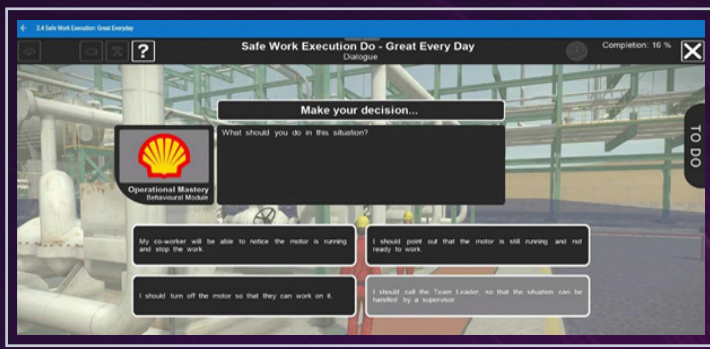 2.4 Safe Work Execution: Great Everyday
?
Safe Work Execution Do - Great Every Day
Dialogue
Completion: 16 %
X
Make your decision...
What should you do in this situation?
TO DO
Operational Mastery
Behavioural Module
My co-worker will be able to notice the motor is running
and stop the work.
I should point out that the motor is still running and not
ready to work.
I should turn off the motor so that they can work on it.
I should call the Team Leader, so that the situation can be
handled by a supervisor